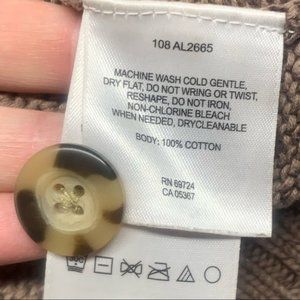 108 AL2665
MACHINE WASH COLD GENTLE,
DRY FLAT, DO NOT WRING OR TWIST,
RESHAPE, DO NOT IRON,
NON-CHLORINE BLEACH
WHEN NEEDED, DRYCLEANABLE
BODY: 100% COTTON
RN 69724
CA 05367